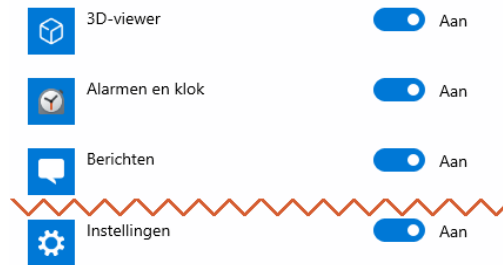 3D-viewer Aan
Alarmen en klok Aan
Berichten Aan
Instellingen Aan